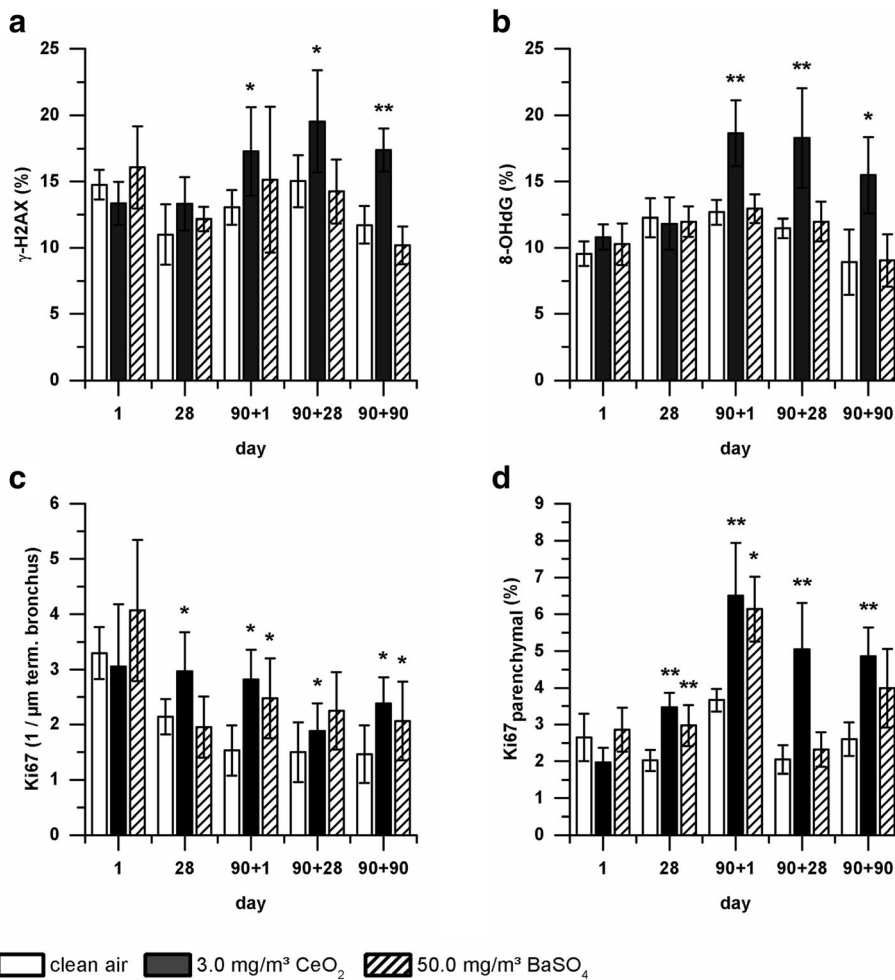 a
γ-H2AX (%)
25
20
15
10
5
0
* * **
1 28 90+1 90+28 90+90
day
b
8-OHdG (%)
25
20
15
10
5
0
** ** *
1 28 90+1 90+28 90+90
day
c
Ki67 (1 / µm term. bronchus)
6
5
4
3
2
1
0
* * * * * *
1 28 90+1 90+28 90+90
day
d
Ki67parenchymal (%)
9
8
7
6
5
4
3
2
1
0
** ** ** * ** **
1 28 90+1 90+28 90+90
day
clean air 3.0 mg/m³ CeO₂ 50.0 mg/m³ BaSO₄